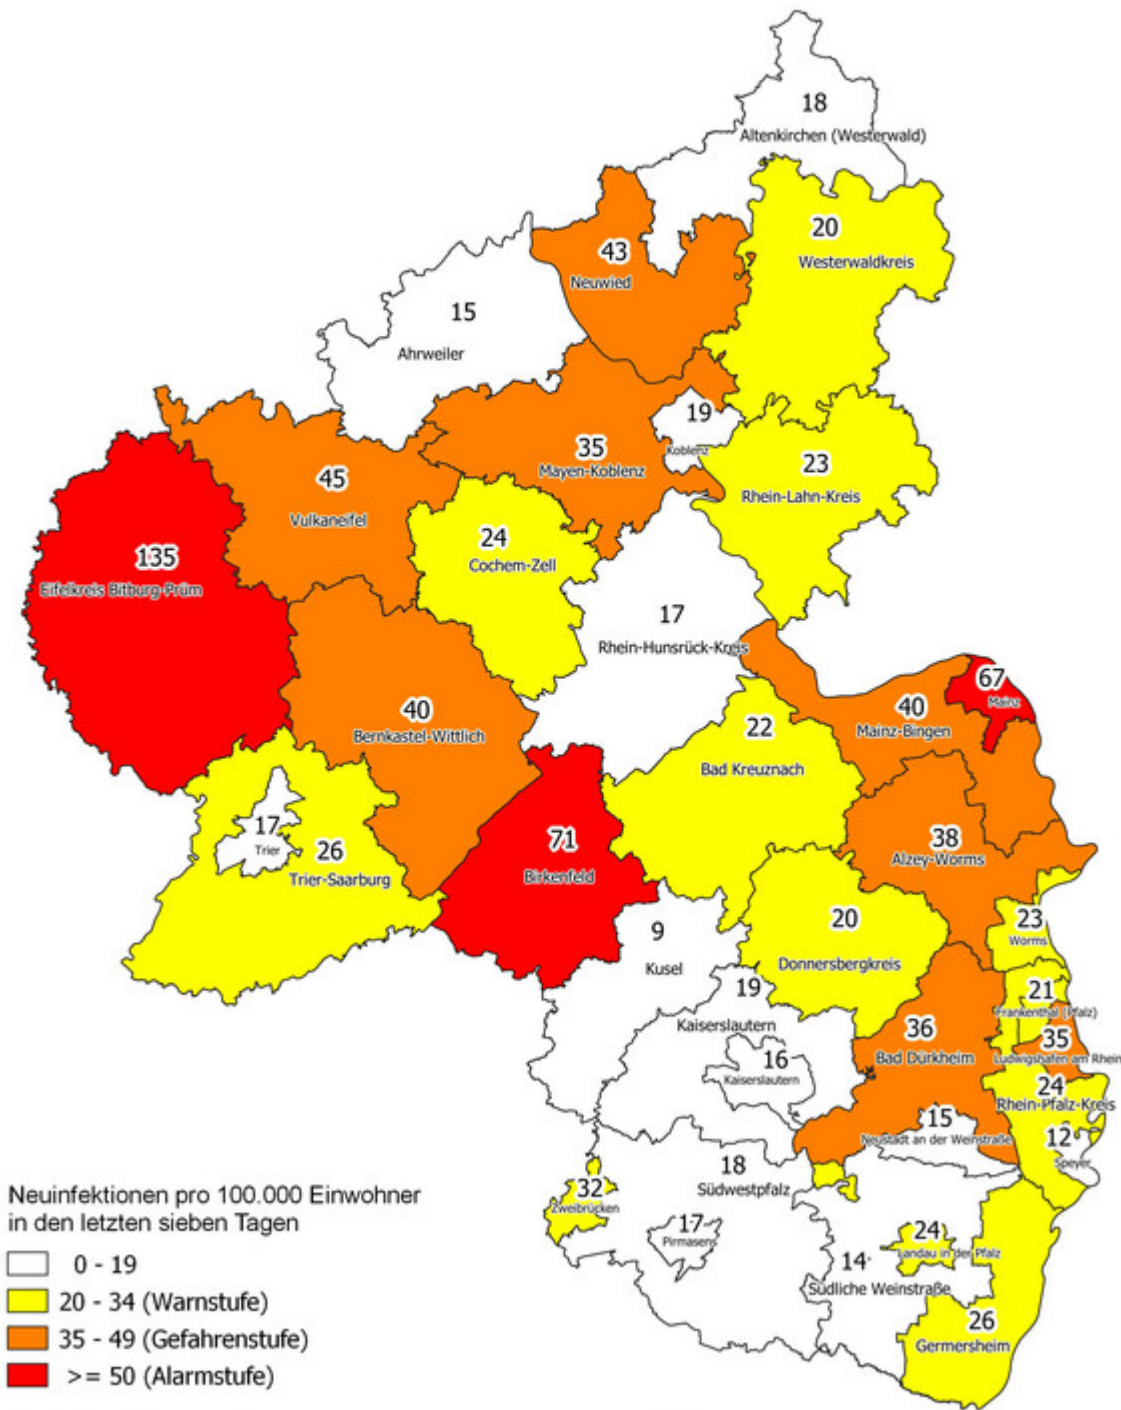 18
Altenkirchen (Westerwald)
20
Westerwaldkreis
43
Neuwied
15
Ahrweiler
19
Koblenz
35
Mayen-Koblenz
23
Rhein-Lahn-Kreis
45
Vulkaneifel
24
Cochem-Zell
135
Eifelkreis Bitburg-Prüm
17
Rhein-Hunsrück-Kreis
67
Mainz
40
Mainz-Bingen
40
Bernkastel-Wittlich
22
Bad Kreuznach
17
Trier
26
Trier-Saarburg
71
Birkenfeld
38
Alzey-Worms
9
Kusel
20
Donnersbergkreis
23
Worms
19
Kaiserslautern
16
Kaiserslautern
21
Frankenthal (Pfalz)
36
Bad Dürkheim
35
Ludwigshafen am Rhein
24
Rhein-Pfalz-Kreis
15
Neustadt an der Weinstraße
12
Speyer
18
Südwestpfalz
32
Zweibrücken
17
Pirmasens
24
Landau in der Pfalz
14
Südliche Weinstraße
26
Germersheim
Neuinfektionen pro 100.000 Einwohner
in den letzten sieben Tagen
0 - 19
20 - 34 (Warnstufe)
35 - 49 (Gefahrenstufe)
>= 50 (Alarmstufe)